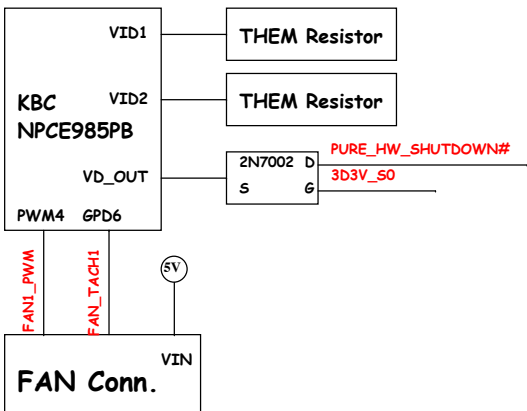 VID1
THEM Resistor
KBC
NPCE985PB
VID2
THEM Resistor
VD_OUT
2N7002 D
S G
PURE_HW_SHUTDOWN#
3D3V_S0
PWM4 GPD6
FAN1_PWM
FAN_TACH1
5V
VIN
FAN Conn.